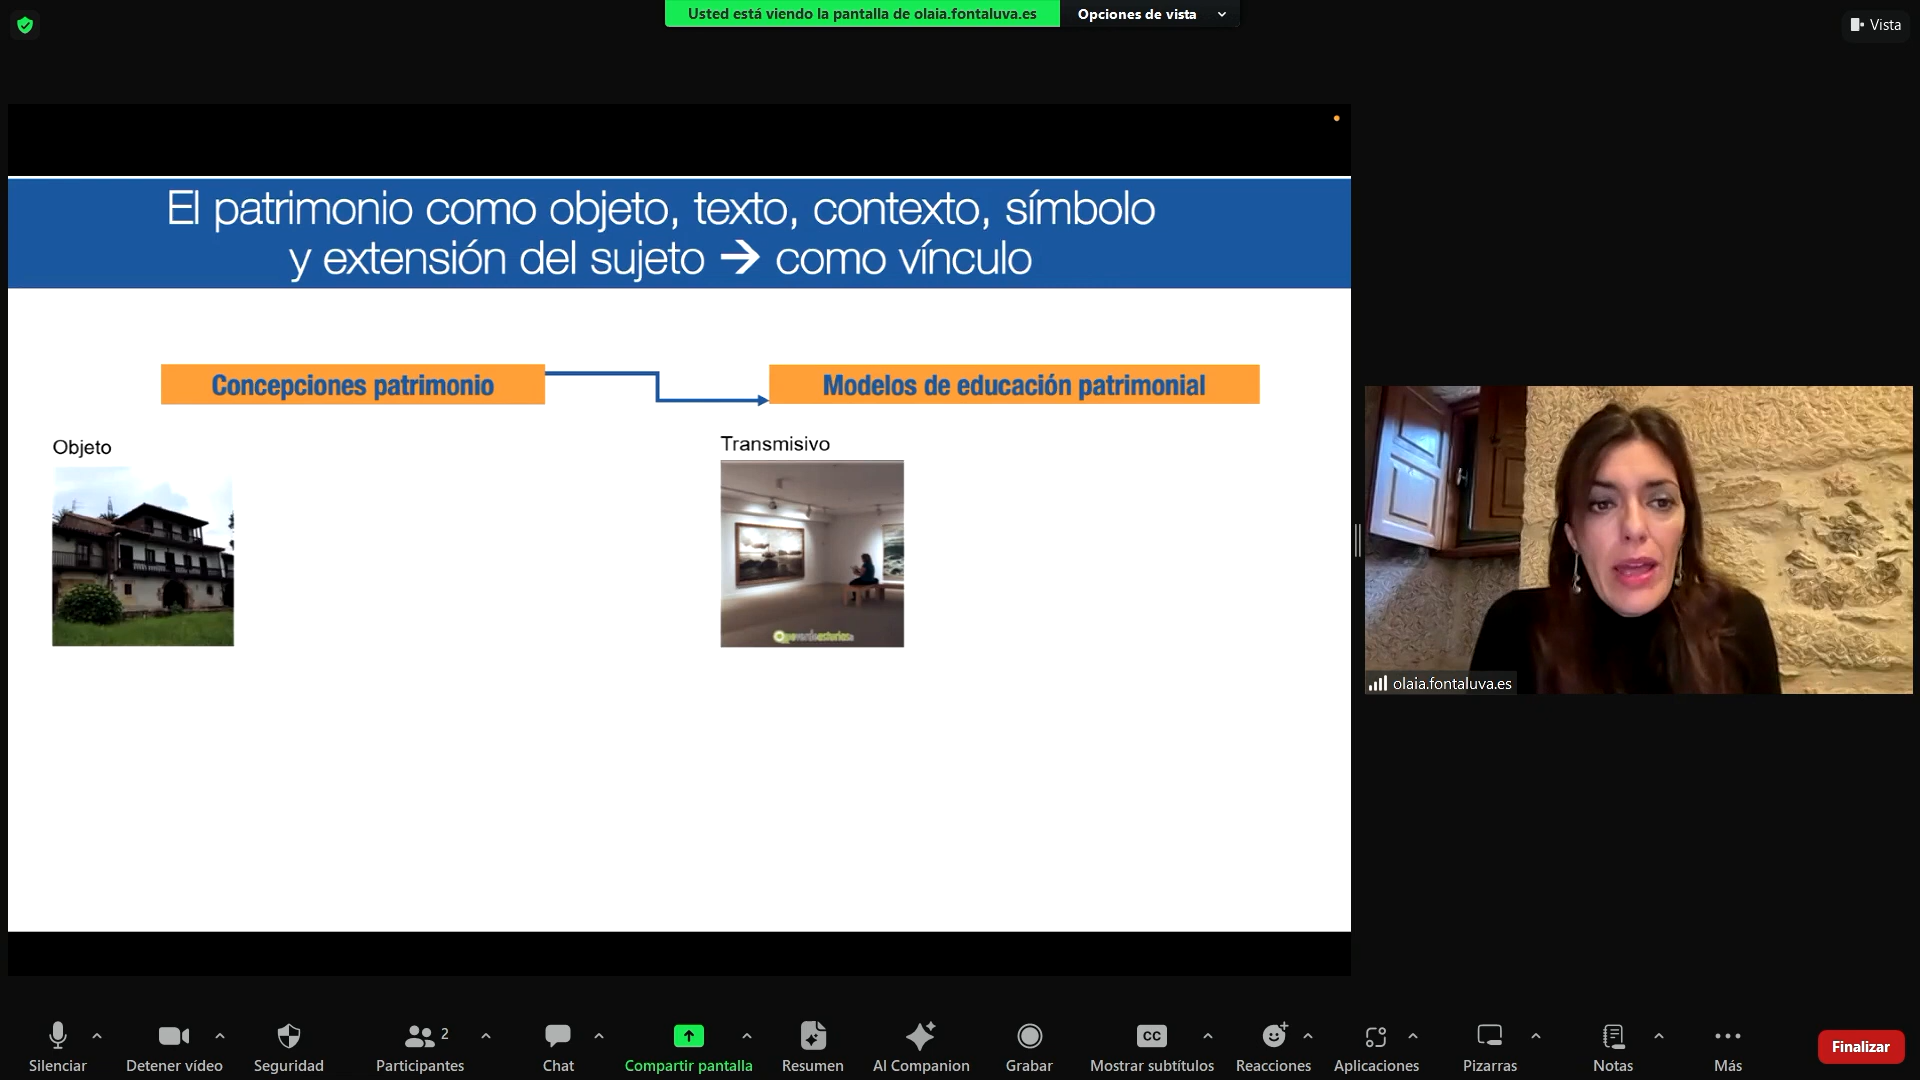 Usted está viendo la pantalla de olaia.fontaluva.es
Opciones de vista
Vista
El patrimonio como objeto, texto, contexto, símbolo
y extensión del sujeto → como vínculo
Concepciones patrimonio
Modelos de educación patrimonial
Objeto
Transmisivo
olaia.fontaluva.es
Silenciar
Detener vídeo
Seguridad
2
Participantes
Chat
Compartir pantalla
Resumen
AI Companion
Grabar
CC
Mostrar subtítulos
Reacciones
Aplicaciones
Pizarras
Notas
Más
Finalizar